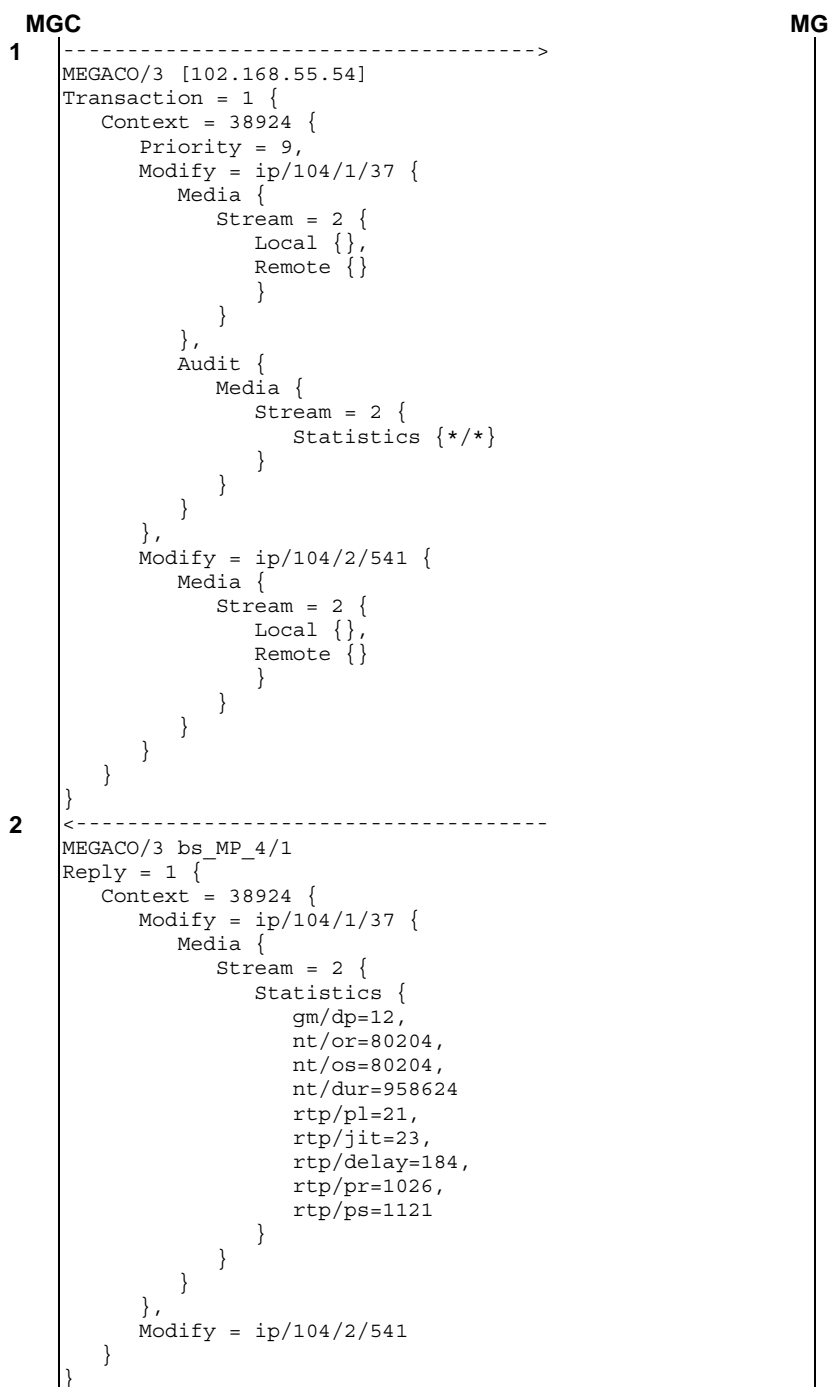 MGC MG
1 ------------------------------------->
MEGACO/3 [102.168.55.54]
Transaction = 1 {
   Context = 38924 {
      Priority = 9,
      Modify = ip/104/1/37 {
         Media {
            Stream = 2 {
               Local {},
               Remote {}
               }
            }
         },
         Audit {
            Media {
               Stream = 2 {
                  Statistics {*/*}
               }
            }
         }
      },
      Modify = ip/104/2/541 {
         Media {
            Stream = 2 {
               Local {},
               Remote {}
               }
            }
         }
      }
   }
}
2 <-------------------------------------
MEGACO/3 bs_MP_4/1
Reply = 1 {
   Context = 38924 {
      Modify = ip/104/1/37 {
         Media {
            Stream = 2 {
               Statistics {
                  gm/dp=12,
                  nt/or=80204,
                  nt/os=80204,
                  nt/dur=958624
                  rtp/pl=21,
                  rtp/jit=23,
                  rtp/delay=184,
                  rtp/pr=1026,
                  rtp/ps=1121
               }
            }
         }
      },
      Modify = ip/104/2/541
   }
}